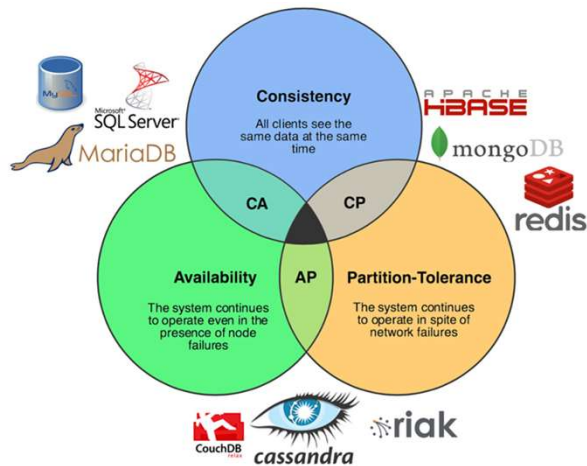 MySQL
Microsoft®
SQL Server®
MariaDB
Consistency
All clients see the
same data at the same
time
APACHE
HBASE
mongoDB
redis
CA
CP
Availability
The system continues
to operate even in the
presence of node
failures
AP
Partition-Tolerance
The system continues
to operate in spite of
network failures
CouchDB
relax
cassandra
riak